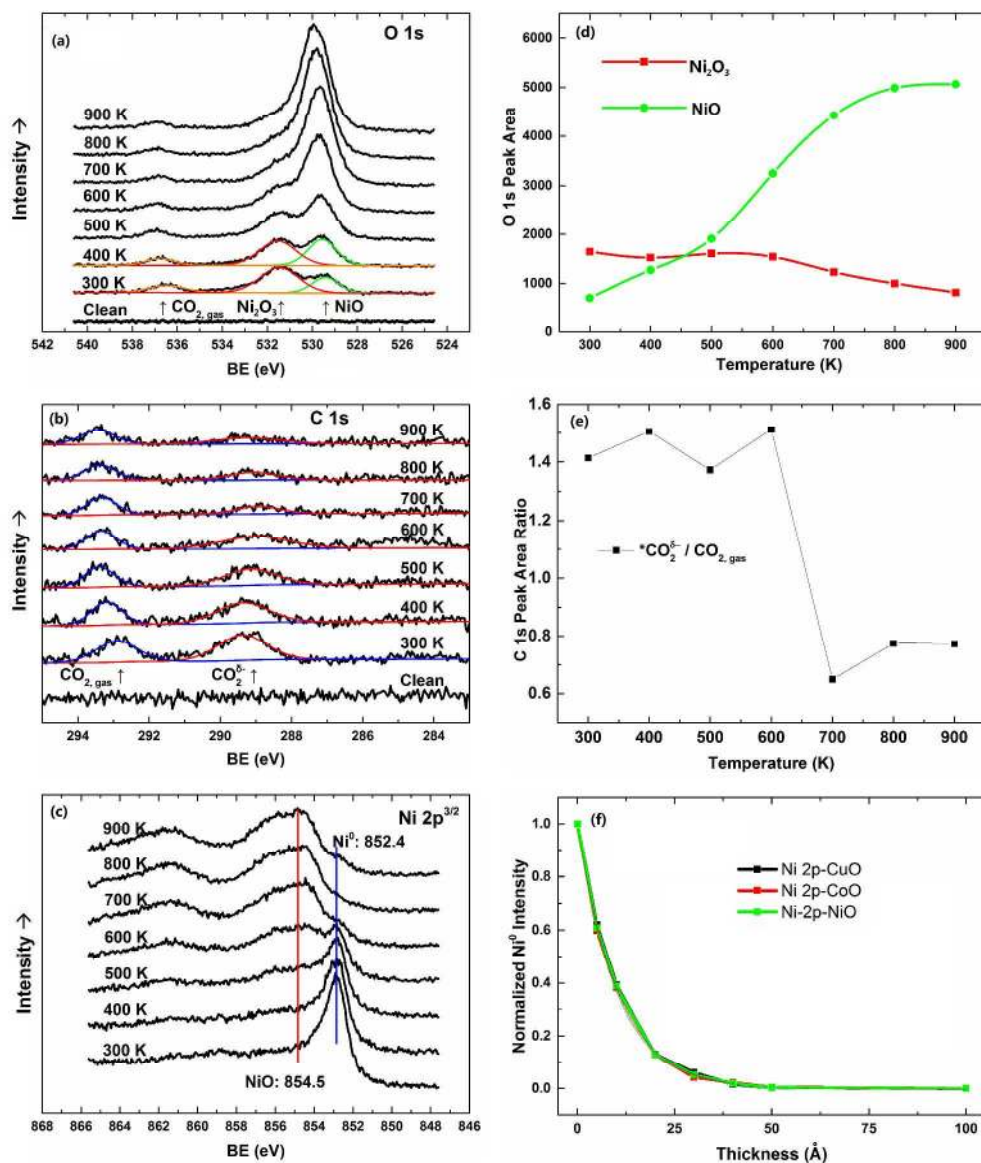 (a)
O 1s
Intensity →
900 K
800 K
700 K
600 K
500 K
400 K
300 K
Clean
↑ CO2, gas
Ni2O3↑
↑ NiO
542 540 538 536 534 532 530 528 526 524
BE (eV)
(d)
O 1s Peak Area
Ni2O3
NiO
6000
5000
4000
3000
2000
1000
0
300 400 500 600 700 800 900
Temperature (K)
(b)
C 1s
Intensity →
900 K
800 K
700 K
600 K
500 K
400 K
300 K
CO2, gas ↑
CO2δ- ↑
Clean
294 292 290 288 286 284
BE (eV)
(e)
C 1s Peak Area Ratio
1.6
1.4
1.2
1.0
0.8
0.6
*CO2δ- / CO2, gas
300 400 500 600 700 800 900
Temperature (K)
(c)
Ni 2p3/2
Intensity →
Ni0: 852.4
900 K
800 K
700 K
600 K
500 K
400 K
300 K
NiO: 854.5
868 866 864 862 860 858 856 854 852 850 848 846
BE (eV)
(f)
Normalized Ni0 Intensity
1.0
0.8
0.6
0.4
0.2
0.0
Ni 2p-CuO
Ni 2p-CoO
Ni-2p-NiO
0 25 50 75 100
Thickness (Å)